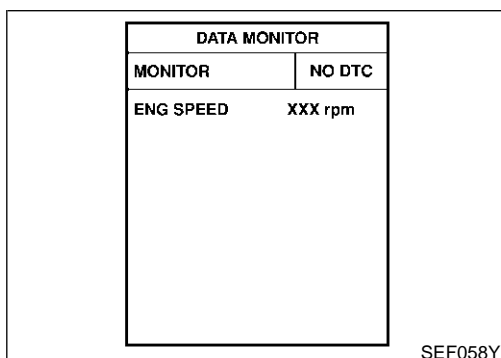 DATA MONITOR
MONITOR NO DTC
ENG SPEED XXX rpm
SEF058Y